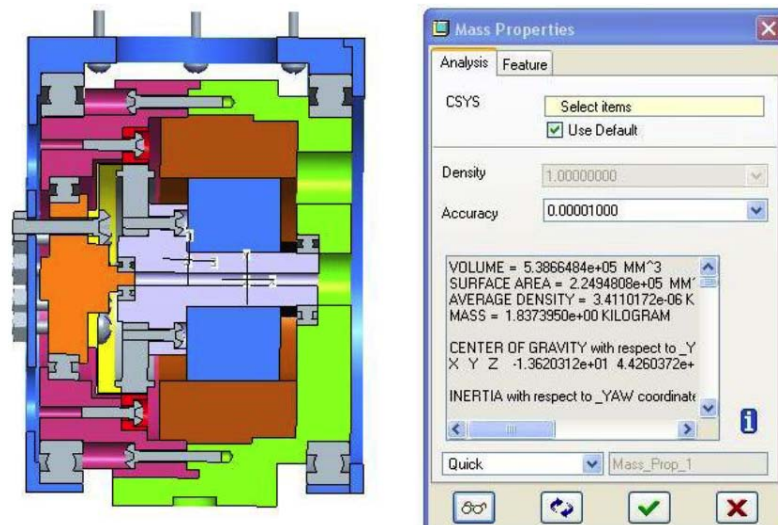 Mass Properties
Analysis Feature
CSYS Select items
Use Default
Density 1.00000000
Accuracy 0.00001000
VOLUME = 5.3866484e+05 MM^3
SURFACE AREA = 2.2494808e+05 MM^
AVERAGE DENSITY = 3.4110172e-06 K
MASS = 1.8373950e+00 KILOGRAM
CENTER OF GRAVITY with respect to _Y
X Y Z -1.3620312e+01 4.4260372e+
INERTIA with respect to _YAW coordinate
Quick Mass_Prop_1